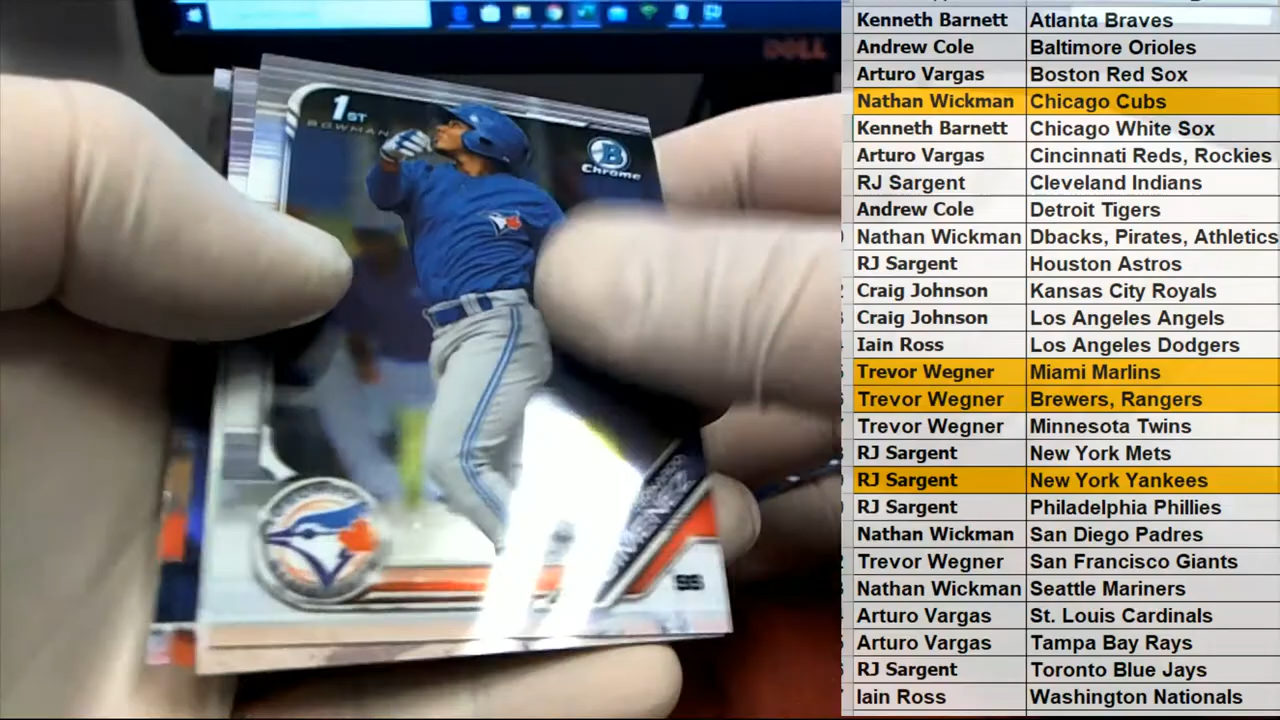 DELL
1ST
BOWMAN
B
Chrome
SS
Kenneth Barnett Atlanta Braves
Andrew Cole Baltimore Orioles
Arturo Vargas Boston Red Sox
Nathan Wickman Chicago Cubs
Kenneth Barnett Chicago White Sox
Arturo Vargas Cincinnati Reds, Rockies
RJ Sargent Cleveland Indians
Andrew Cole Detroit Tigers
Nathan Wickman Dbacks, Pirates, Athletics
RJ Sargent Houston Astros
Craig Johnson Kansas City Royals
Craig Johnson Los Angeles Angels
Iain Ross Los Angeles Dodgers
Trevor Wegner Miami Marlins
Trevor Wegner Brewers, Rangers
Trevor Wegner Minnesota Twins
RJ Sargent New York Mets
RJ Sargent New York Yankees
RJ Sargent Philadelphia Phillies
Nathan Wickman San Diego Padres
Trevor Wegner San Francisco Giants
Nathan Wickman Seattle Mariners
Arturo Vargas St. Louis Cardinals
Arturo Vargas Tampa Bay Rays
RJ Sargent Toronto Blue Jays
Iain Ross Washington Nationals